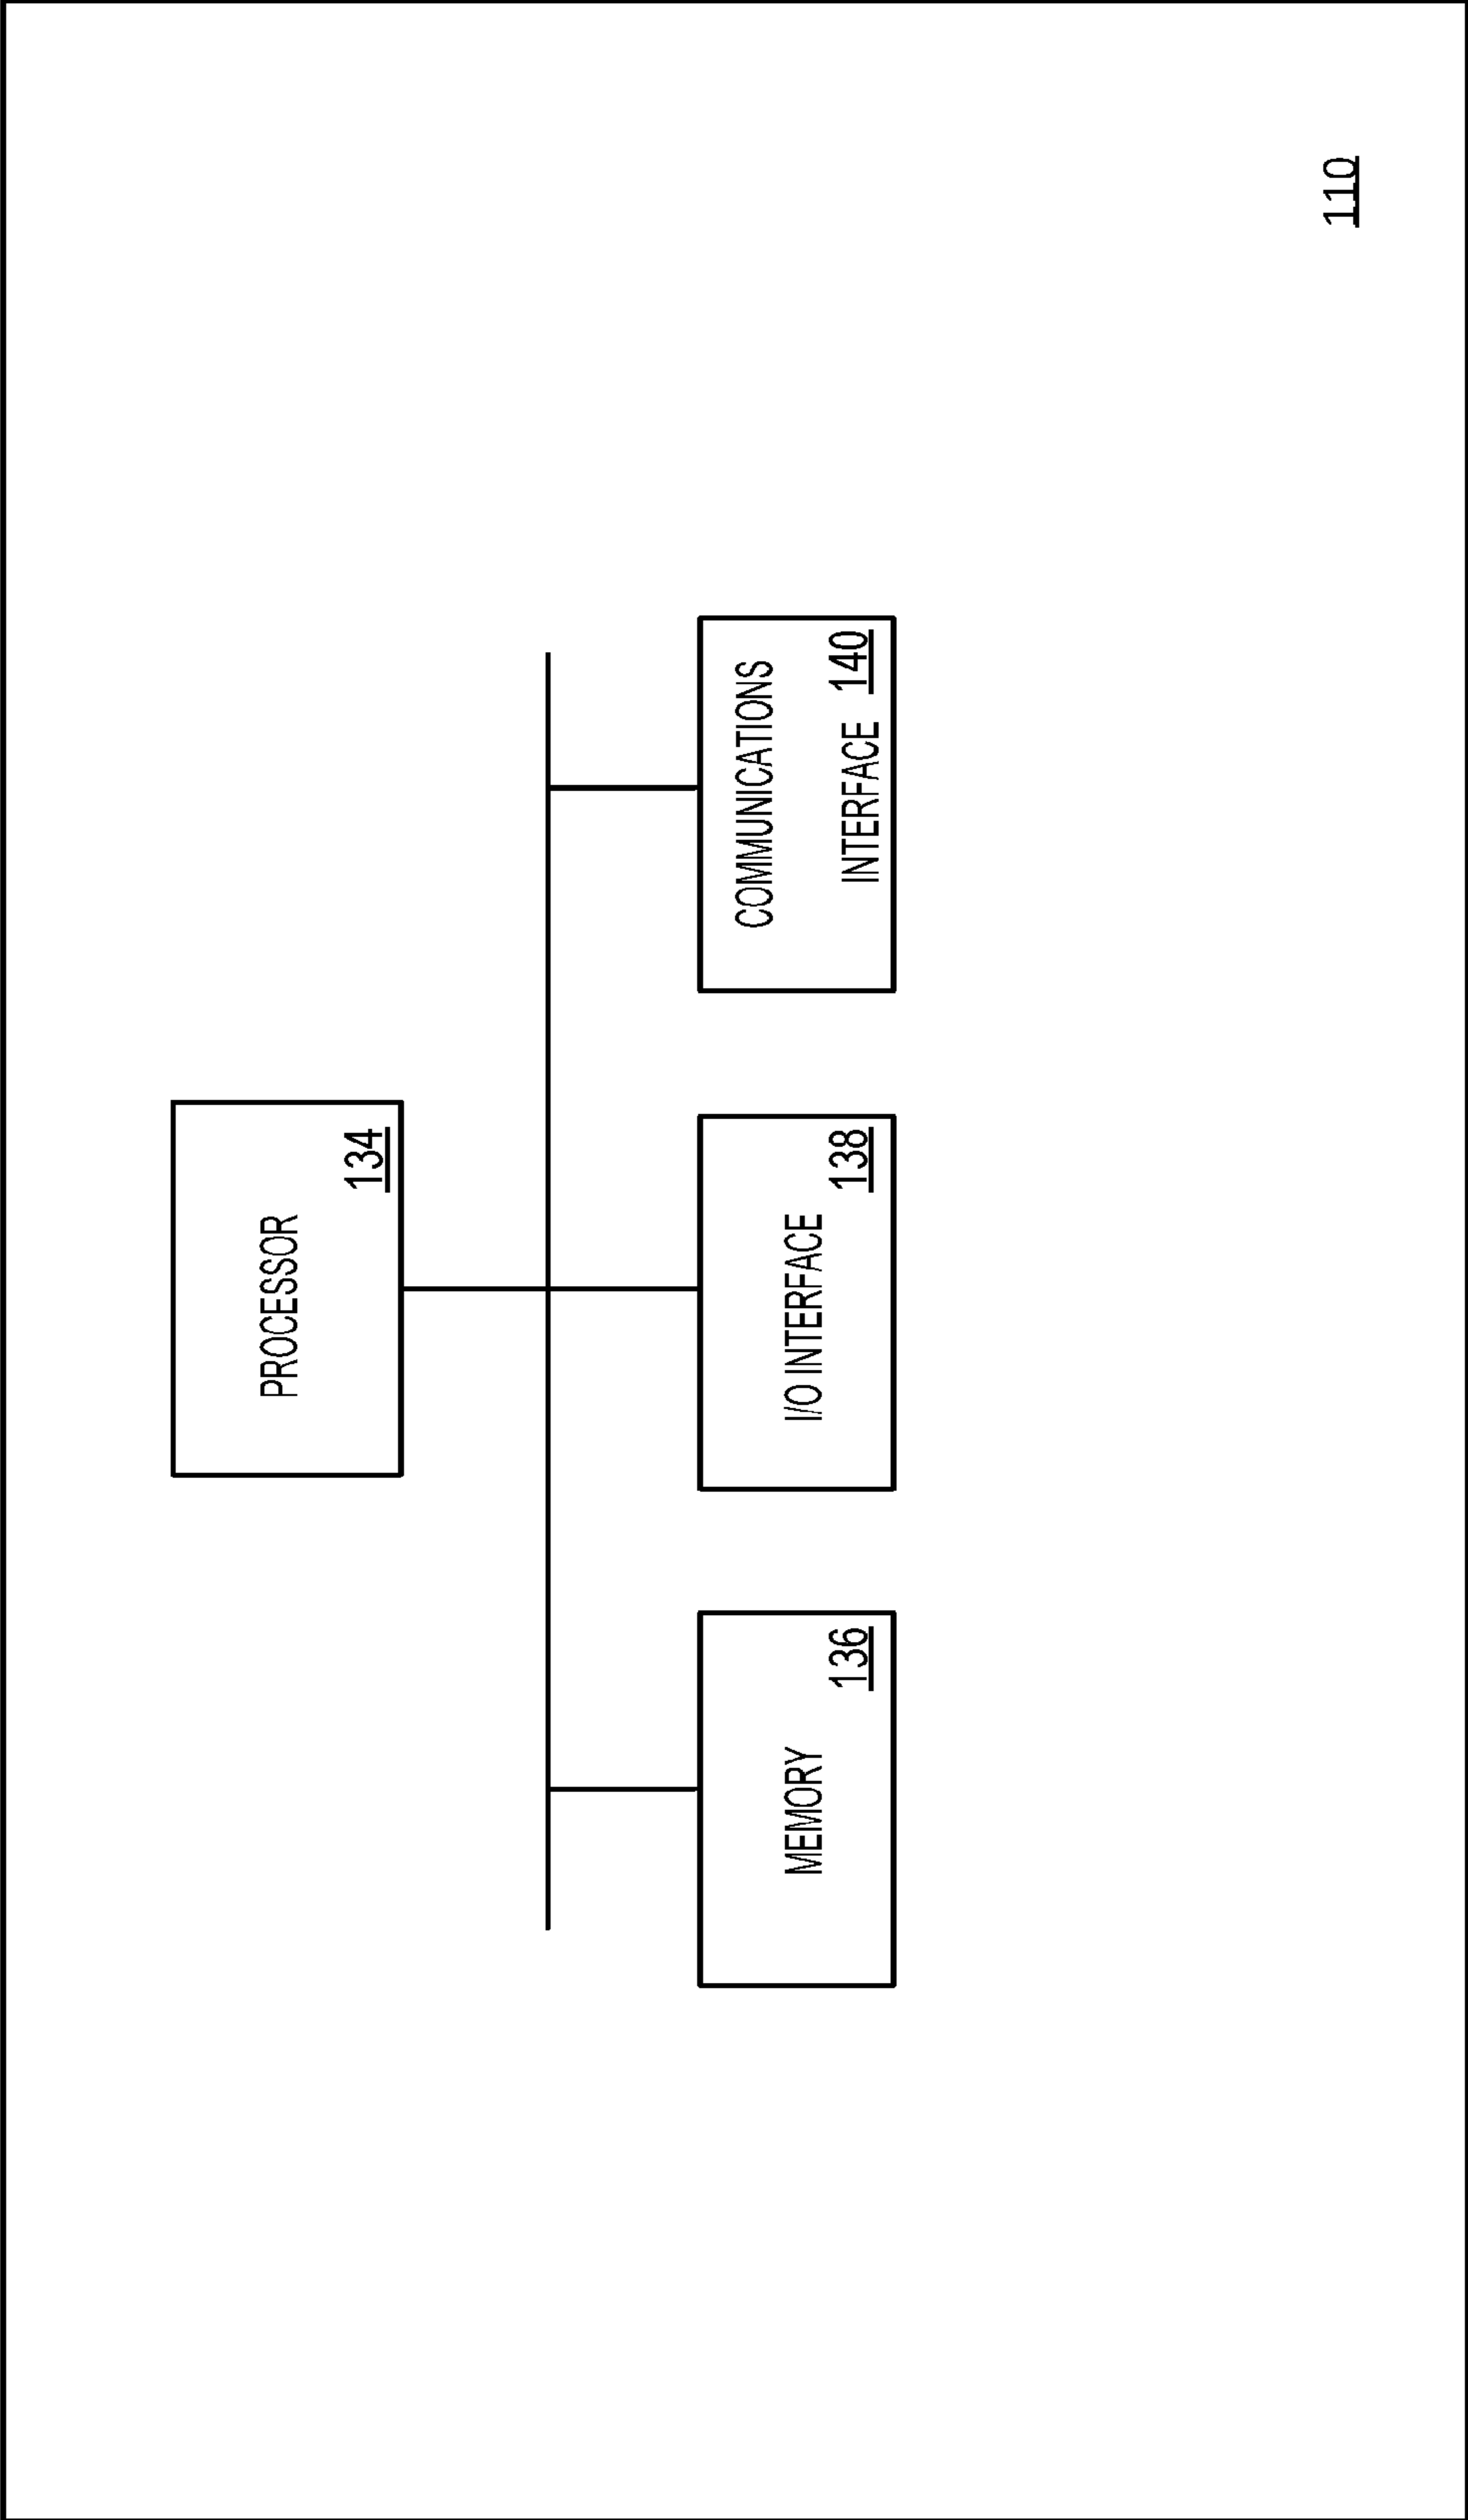 PROCESSOR
134
MEMORY
136
I/O INTERFACE
138
COMMUNICATIONS
INTERFACE
140
110